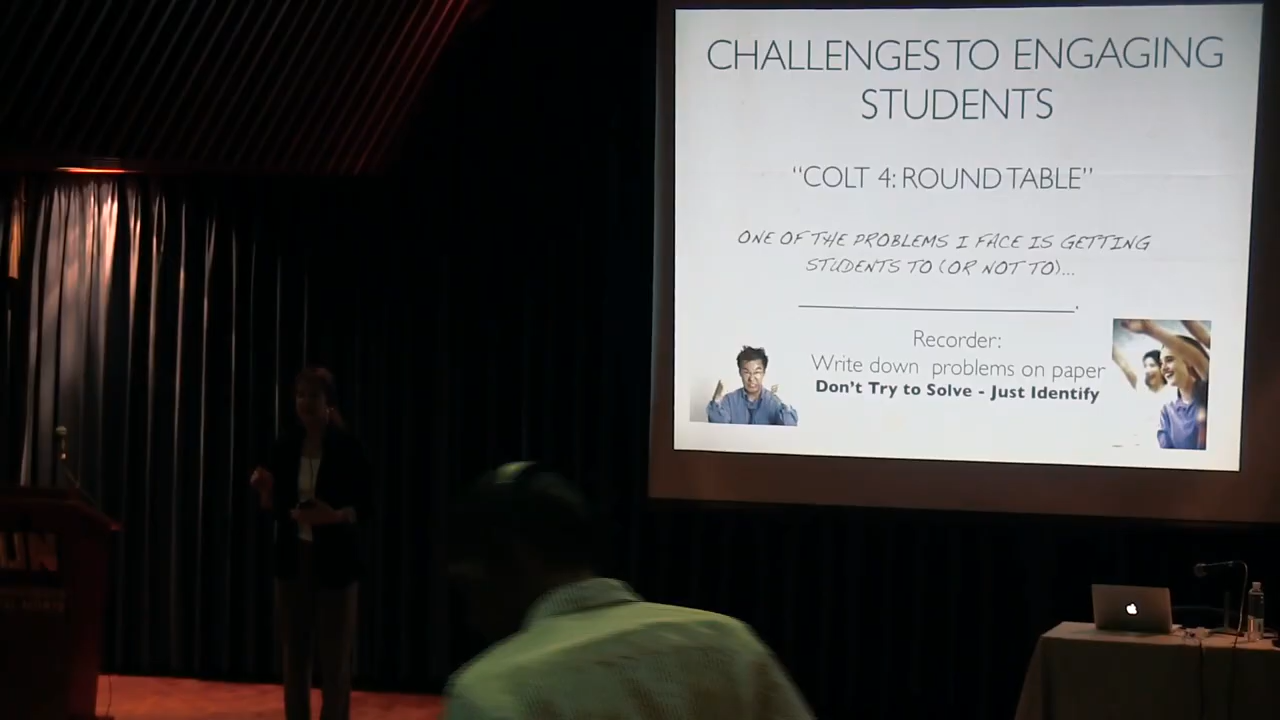 CHALLENGES TO ENGAGING
STUDENTS
“COLT 4: ROUND TABLE”
ONE OF THE PROBLEMS I FACE IS GETTING
STUDENTS TO (OR NOT TO)...
Recorder:
Write down problems on paper
Don't Try to Solve - Just Identify